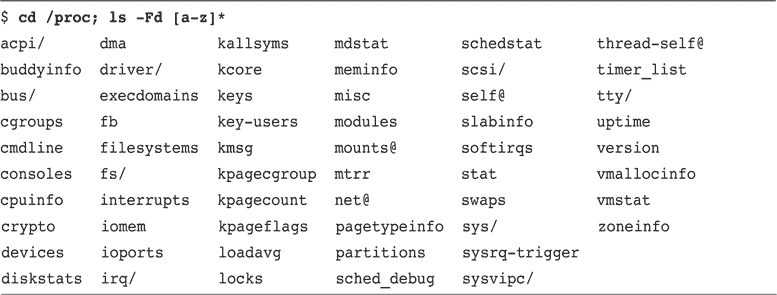 $ cd /proc; ls -Fd [a-z]*
acpi/ dma kallsyms mdstat schedstat thread-self@
buddyinfo driver/ kcore meminfo scsi/ timer_list
bus/ execdomains keys misc self@ tty/
cgroups fb key-users modules slabinfo uptime
cmdline filesystems kmsg mounts@ softirqs version
consoles fs/ kpagecgroup mtrr stat vmallocinfo
cpuinfo interrupts kpagecount net@ swaps vmstat
crypto iomem kpageflags pagetypeinfo sys/ zoneinfo
devices ioports loadavg partitions sysrq-trigger
diskstats irq/ locks sched_debug sysvipc/